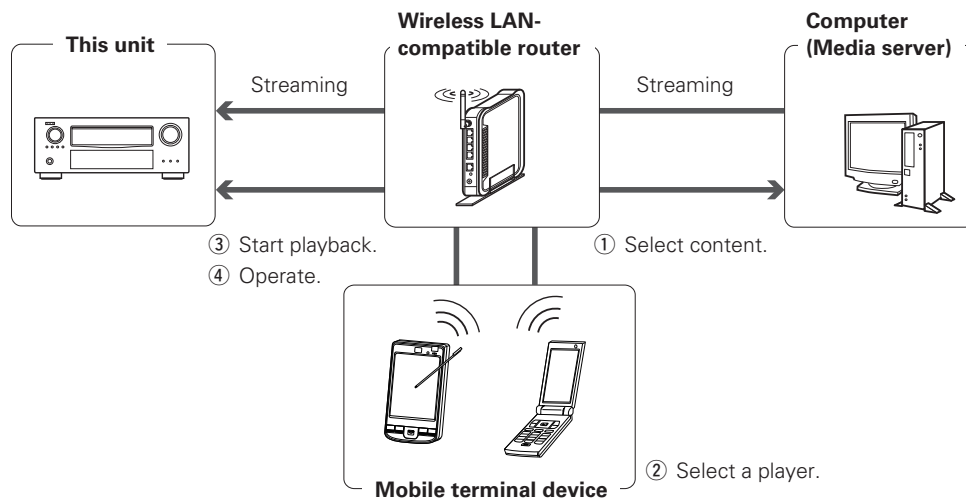 This unit
Wireless LAN-
compatible router
Computer
(Media server)
Streaming
Streaming
③ Start playback.
④ Operate.
① Select content.
② Select a player.
Mobile terminal device